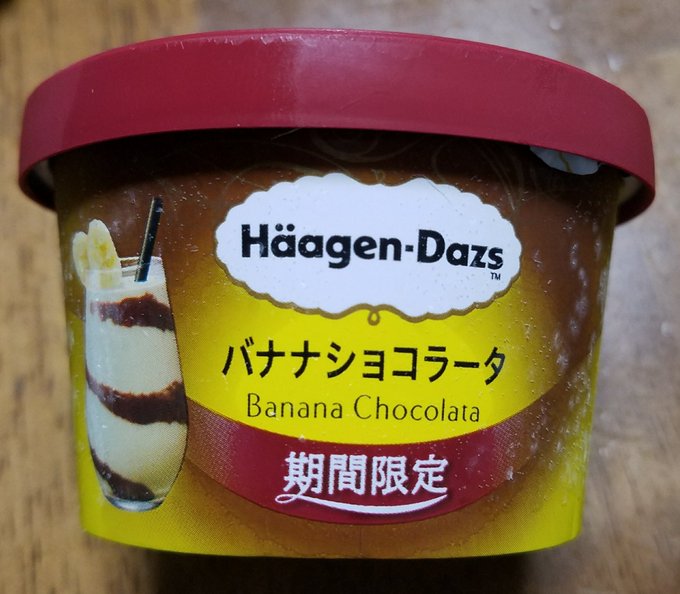 Häagen-Dazs
TM
バナナショコラータ
Banana Chocolata
期間限定